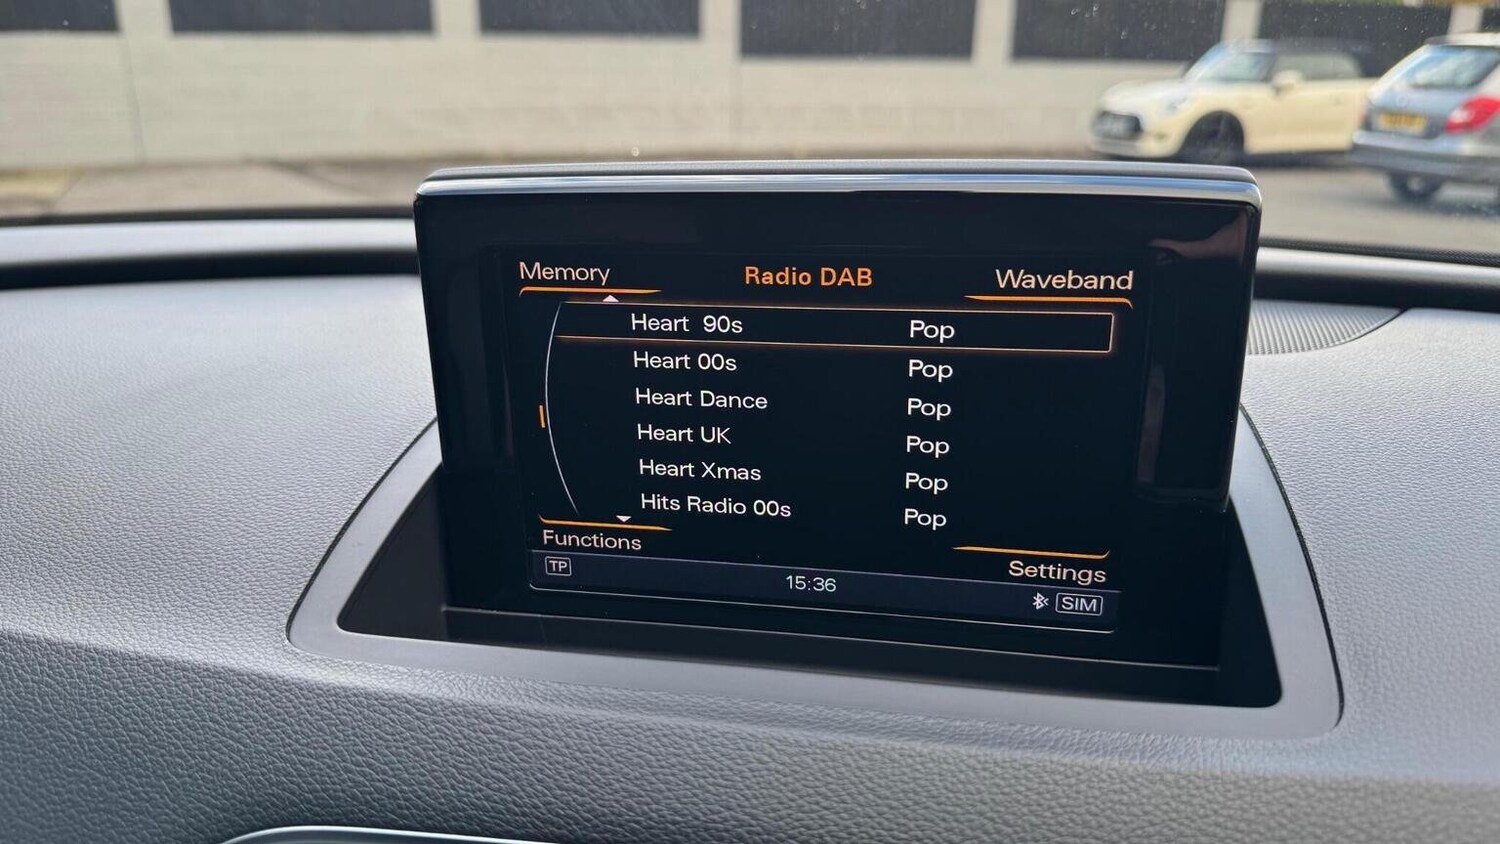 Memory Radio DAB Waveband
Heart 90s Pop
Heart 00s Pop
Heart Dance Pop
Heart UK Pop
Heart Xmas Pop
Hits Radio 00s Pop
Functions Settings
TP 15:36 SIM